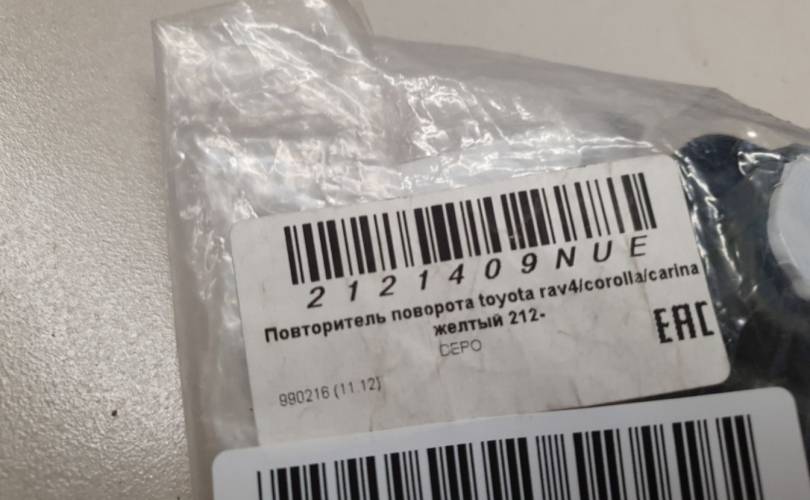 2121409NUE
Повторитель поворота toyota rav4/corolla/carina
желтый 212-
DEPO
EAC
990216 (11.12)